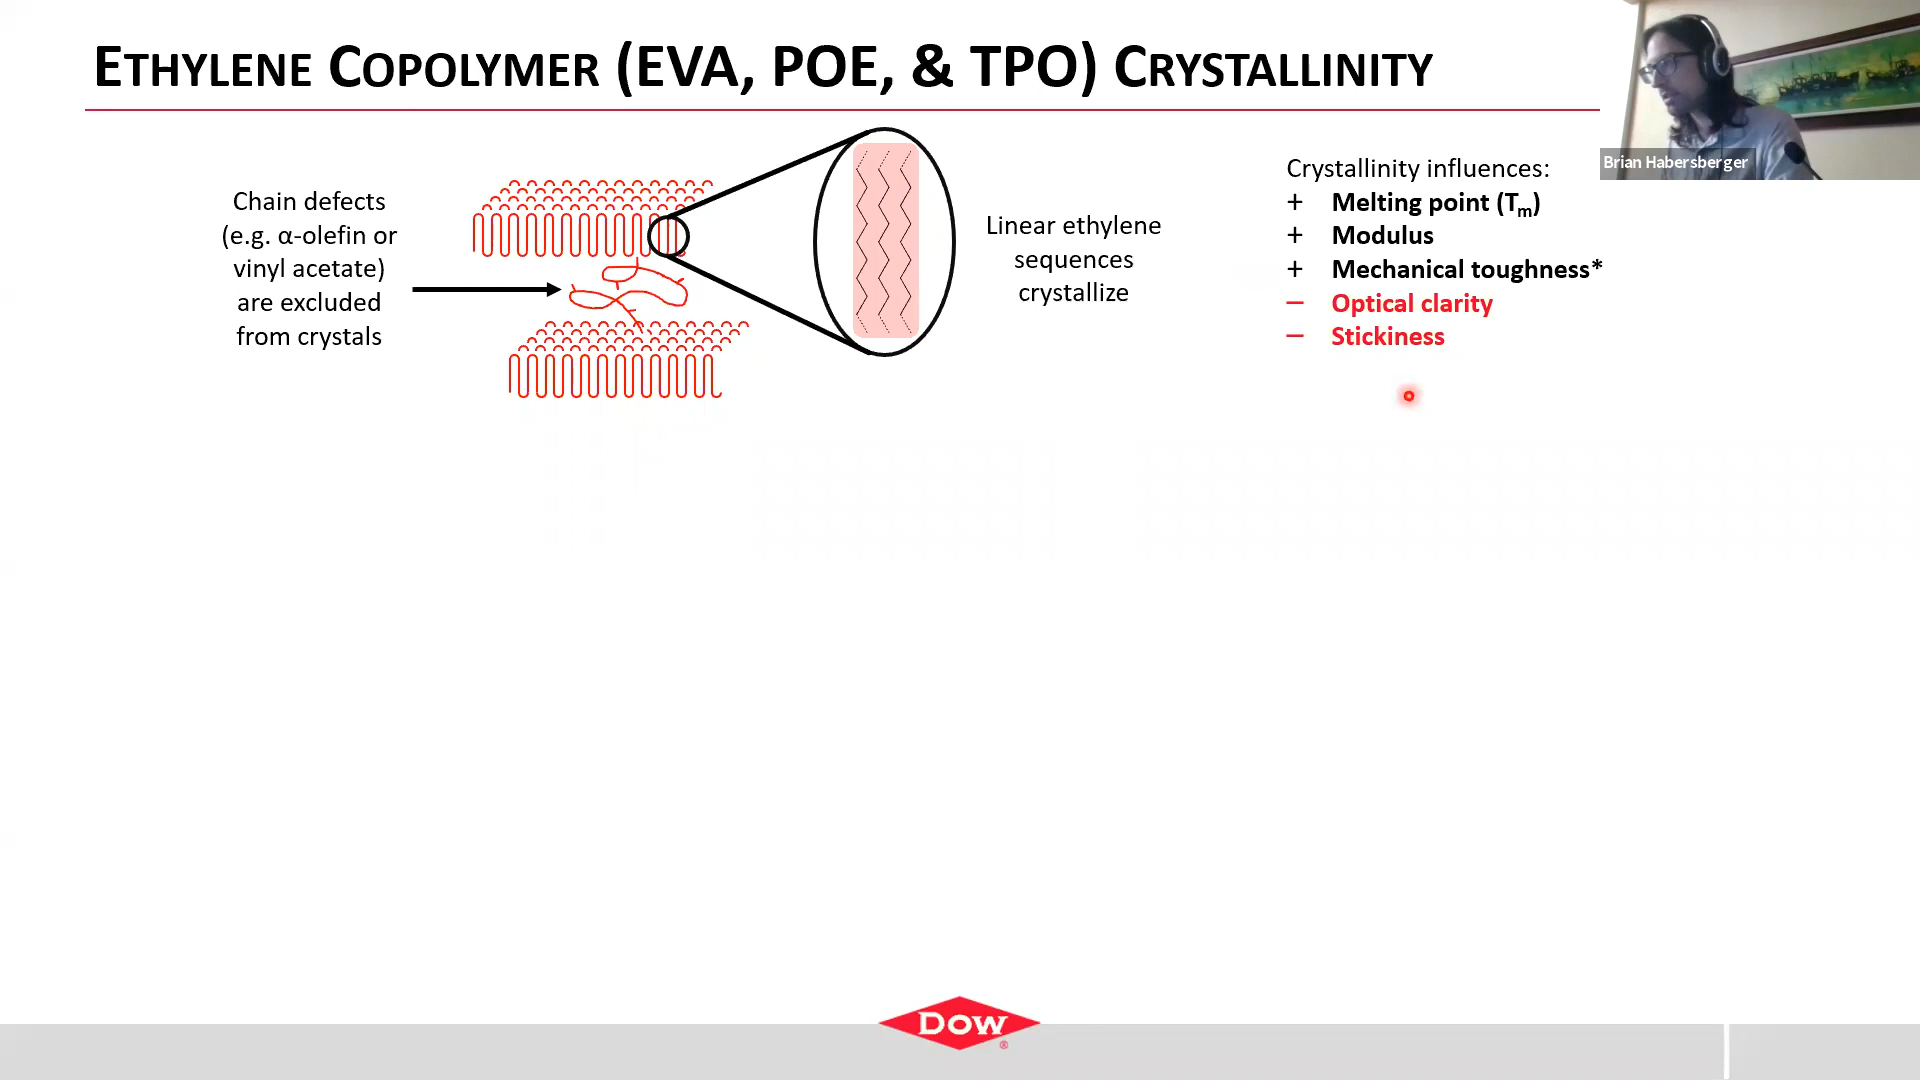 ETHYLENE COPOLYMER (EVA, POE, & TPO) CRYSTALLINITY
Brian Habersberger
Chain defects
(e.g. α-olefin or
vinyl acetate)
are excluded
from crystals
Linear ethylene
sequences
crystallize
Crystallinity influences:
+ Melting point (Tm)
+ Modulus
+ Mechanical toughness*
– Optical clarity
– Stickiness
DOW
®